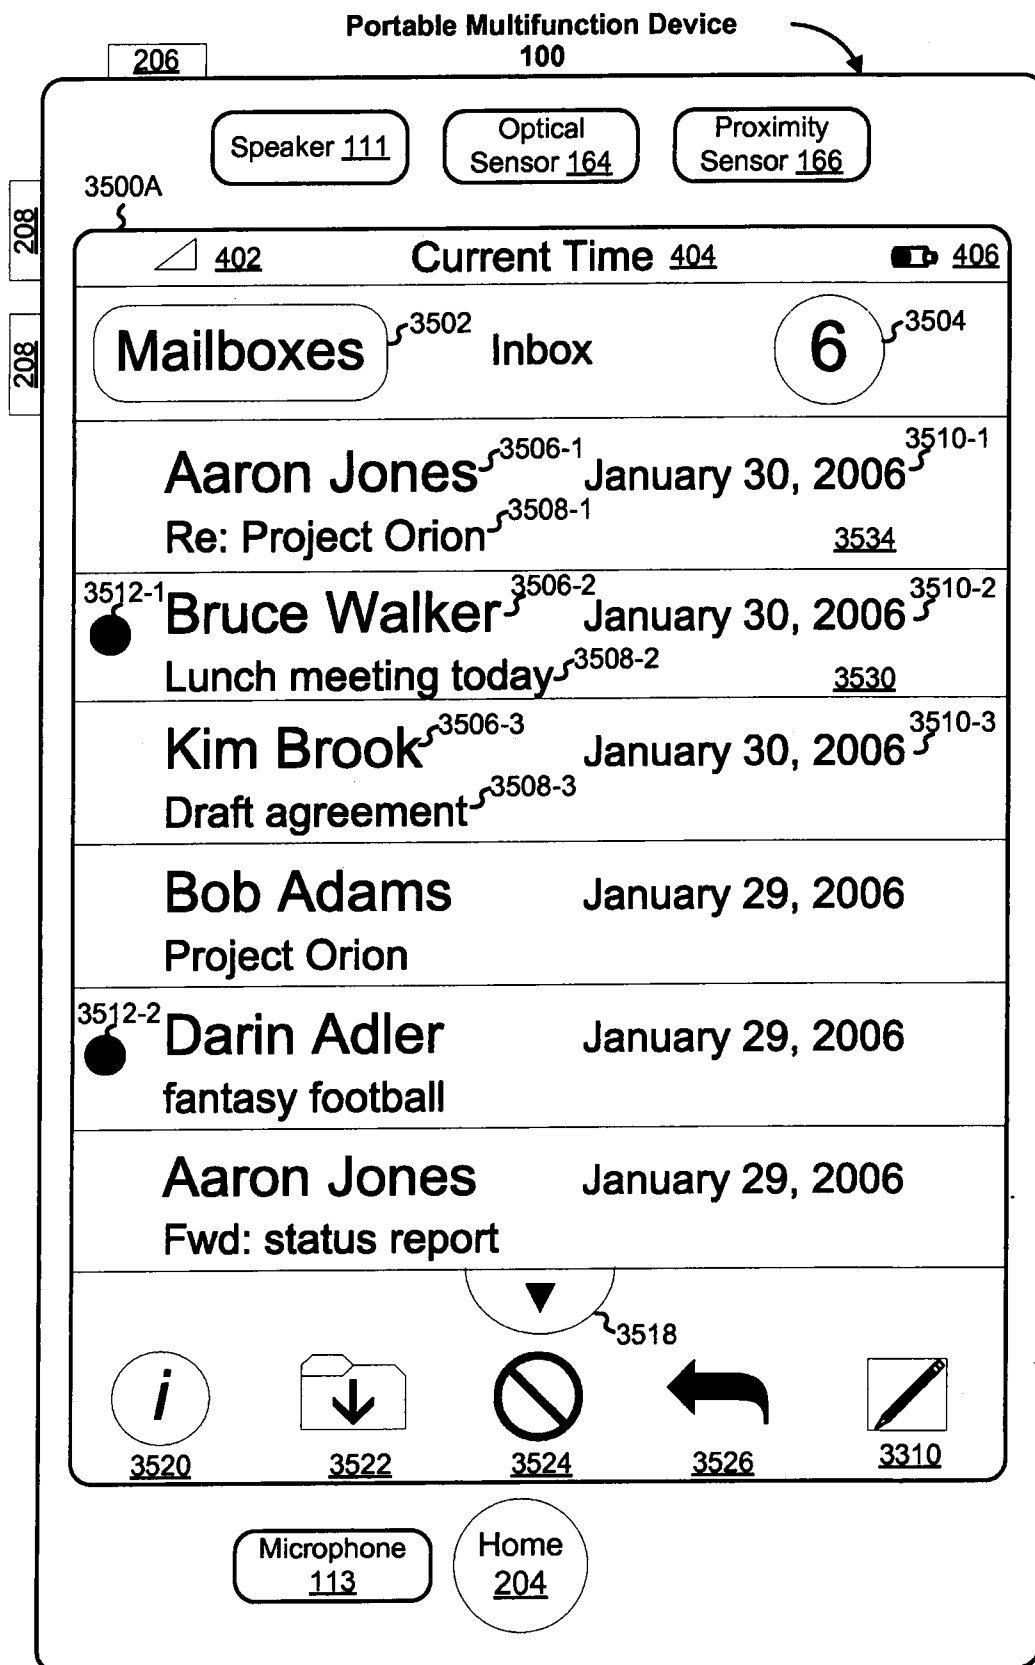 Portable Multifunction Device
100
206
Speaker 111
Optical
Sensor 164
Proximity
Sensor 166
3500A
208
208
402
Current Time 404
406
Mailboxes
3502
Inbox
6
3504
Aaron Jones
3506-1
January 30, 2006
3510-1
Re: Project Orion
3508-1
3534
3512-1
Bruce Walker
3506-2
January 30, 2006
3510-2
Lunch meeting today
3508-2
3530
Kim Brook
3506-3
January 30, 2006
3510-3
Draft agreement
3508-3
Bob Adams
January 29, 2006
Project Orion
3512-2
Darin Adler
January 29, 2006
fantasy football
Aaron Jones
January 29, 2006
Fwd: status report
3518
i
3520
3522
3524
3526
3310
Microphone
113
Home
204